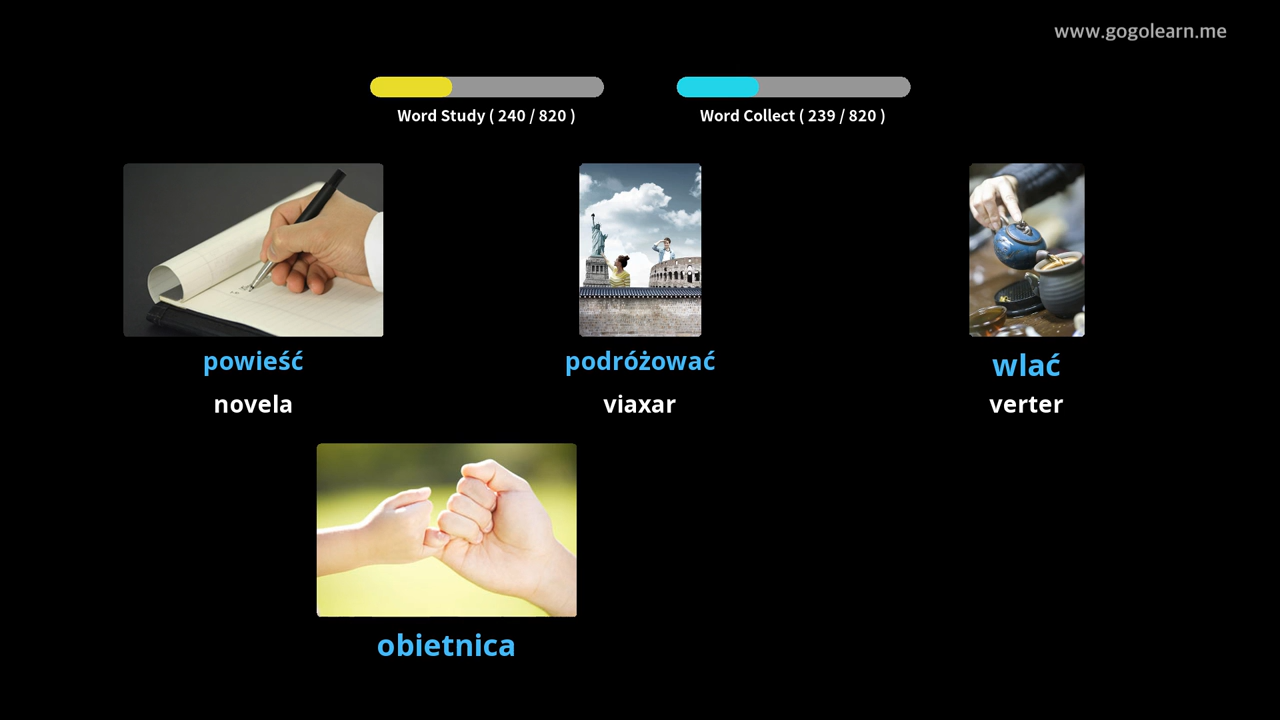 www.gogolearn.me
Word Study ( 240 / 820 )
Word Collect ( 239 / 820 )
powieść
podróżować
wlać
novela
viaxar
verter
obietnica